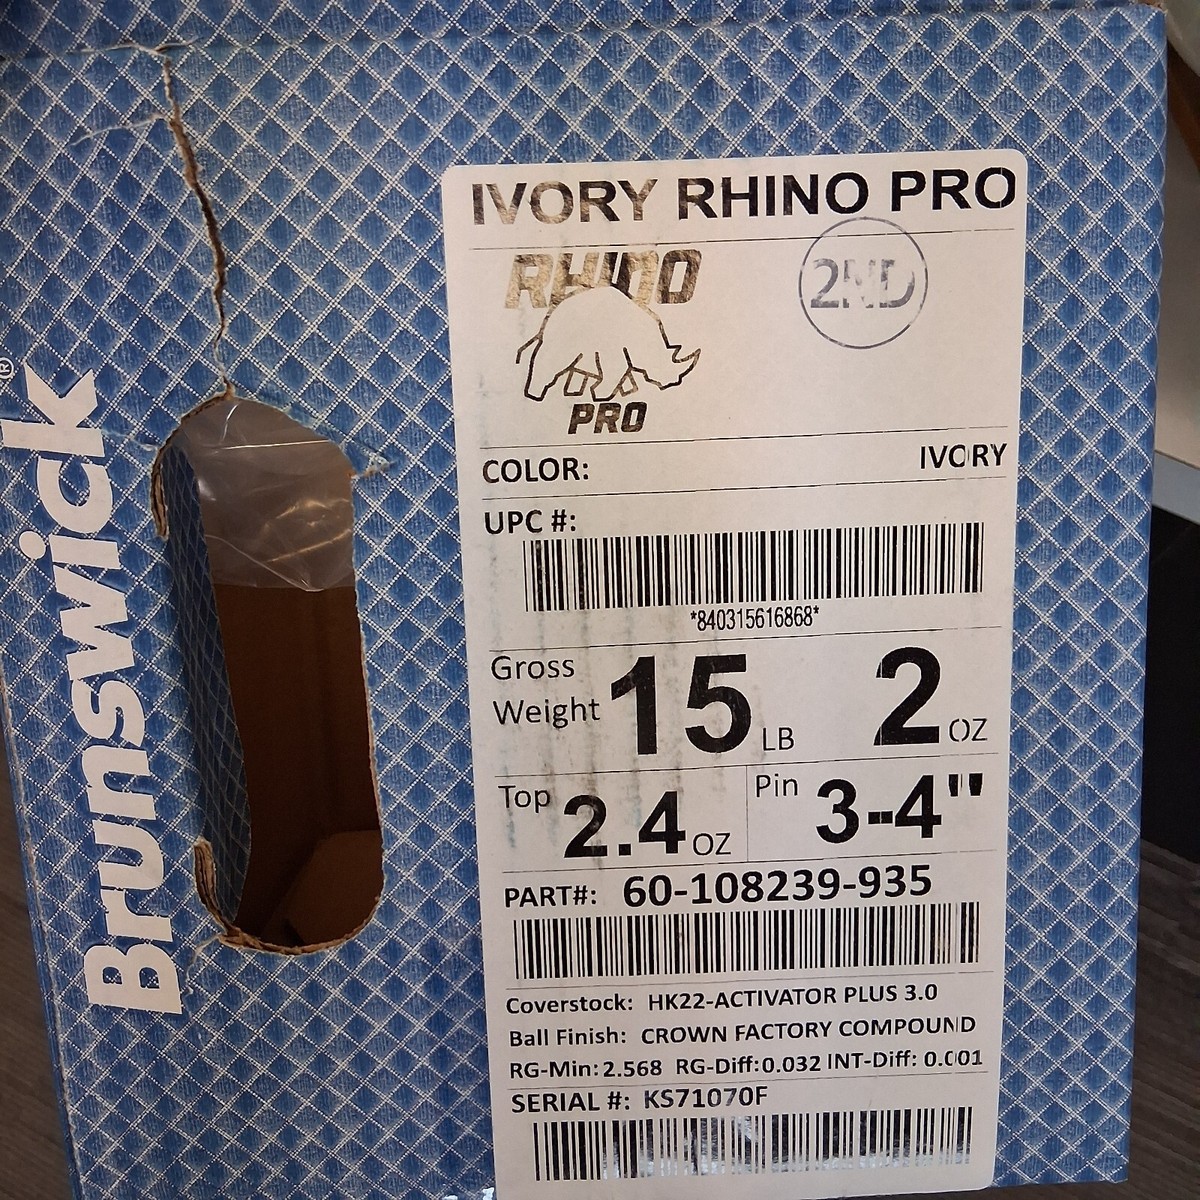 Brunswick®
IVORY RHINO PRO
RHINO
PRO
2ND
COLOR: IVORY
UPC #:
*840315616868*
Gross Weight 15 LB 2 OZ
Top 2.4 OZ Pin 3-4"
PART#: 60-108239-935
Coverstock: HK22-ACTIVATOR PLUS 3.0
Ball Finish: CROWN FACTORY COMPOUND
RG-Min: 2.568 RG-Diff: 0.032 INT-Diff: 0.001
SERIAL #: KS71070F